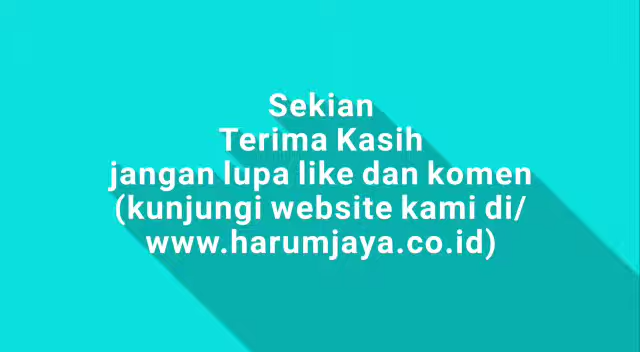 Sekian
Terima Kasih
jangan lupa like dan komen
(kunjungi website kami di/
www.harumjaya.co.id)